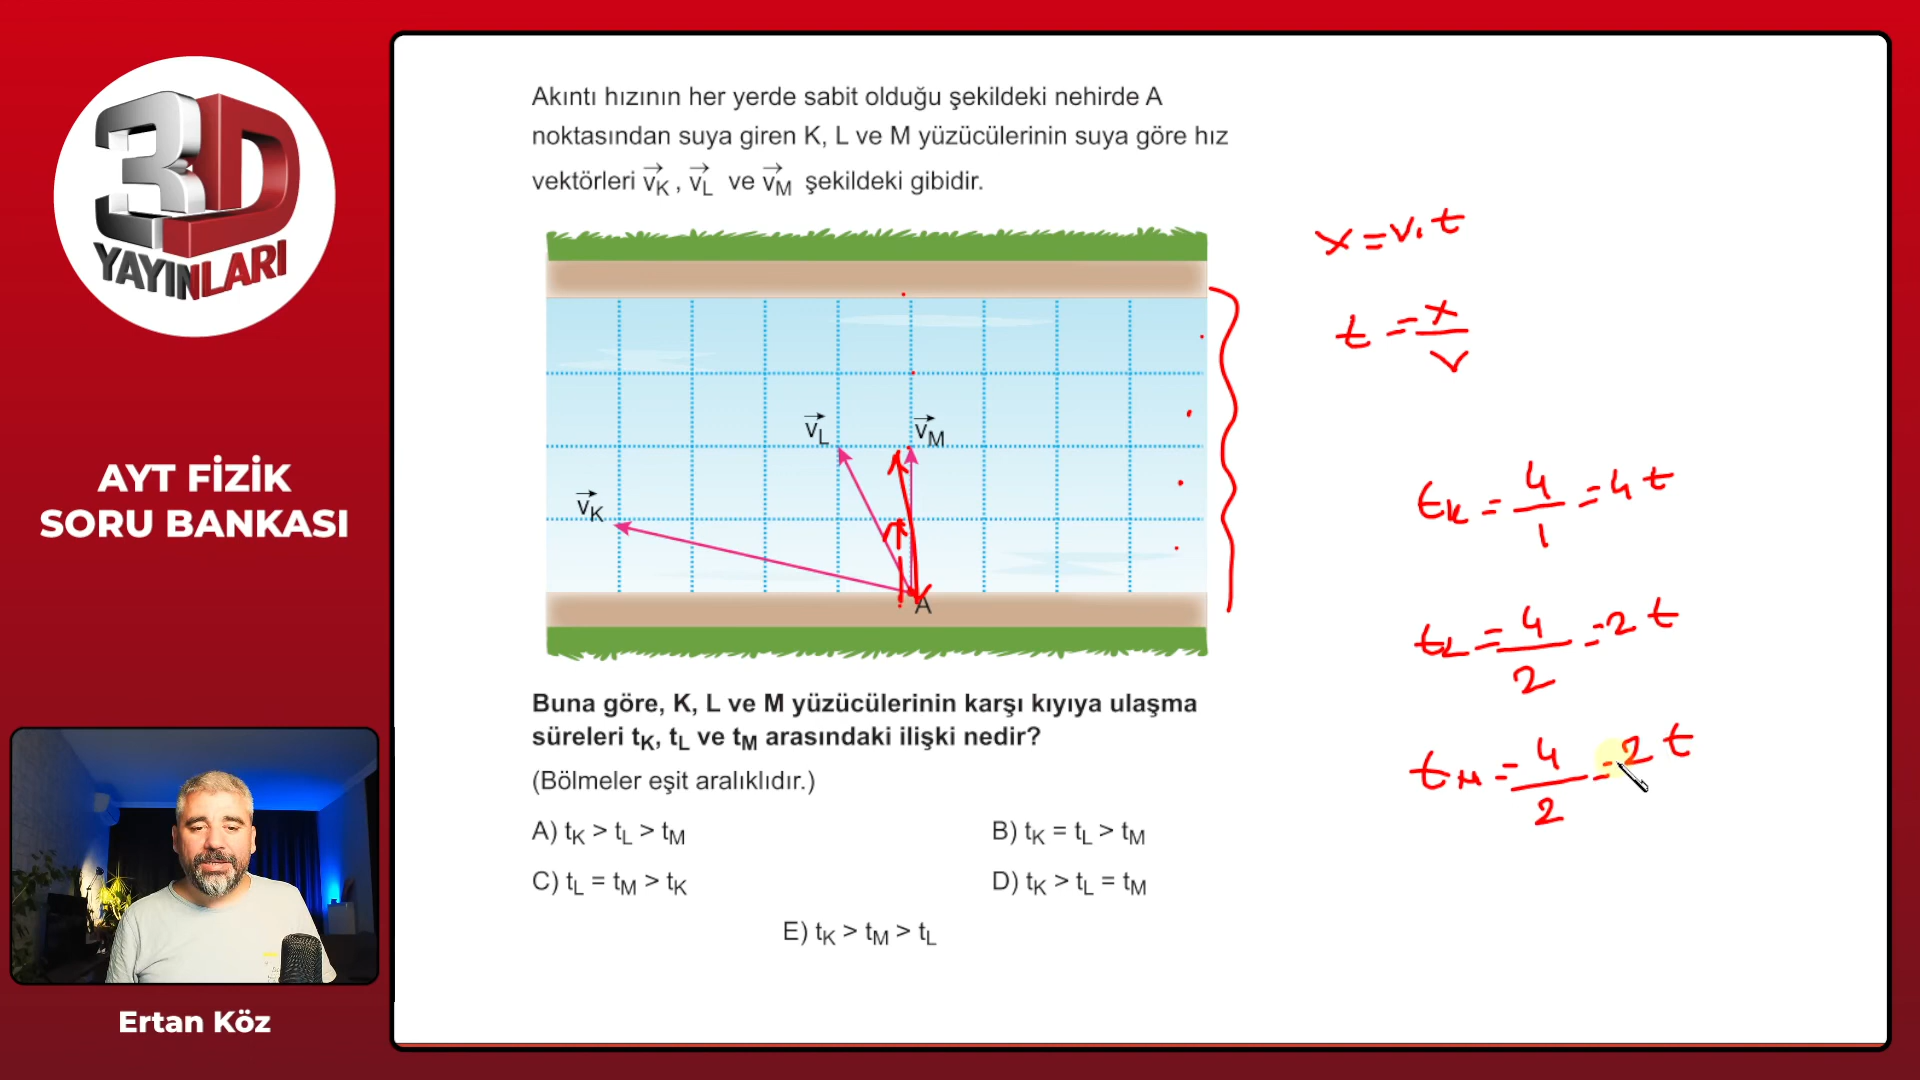 3D
YAYINLARI
AYT FİZİK
SORU BANKASI
Ertan Köz
Akıntı hızının her yerde sabit olduğu şekildeki nehirde A
noktasından suya giren K, L ve M yüzücülerinin suya göre hız
vektörleri v⃗K, v⃗L ve v⃗M şekildeki gibidir.
v⃗L
v⃗M
v⃗K
A
Buna göre, K, L ve M yüzücülerinin karşı kıyıya ulaşma
süreleri tK, tL ve tM arasındaki ilişki nedir?
(Bölmeler eşit aralıklıdır.)
A) tK > tL > tM
B) tK = tL > tM
C) tL = tM > tK
D) tK > tL = tM
E) tK > tM > tL
x = v.t
t = x/v
tK = 4/1 = 4t
tL = 4/2 = 2t
tM = 4/2 = 2t